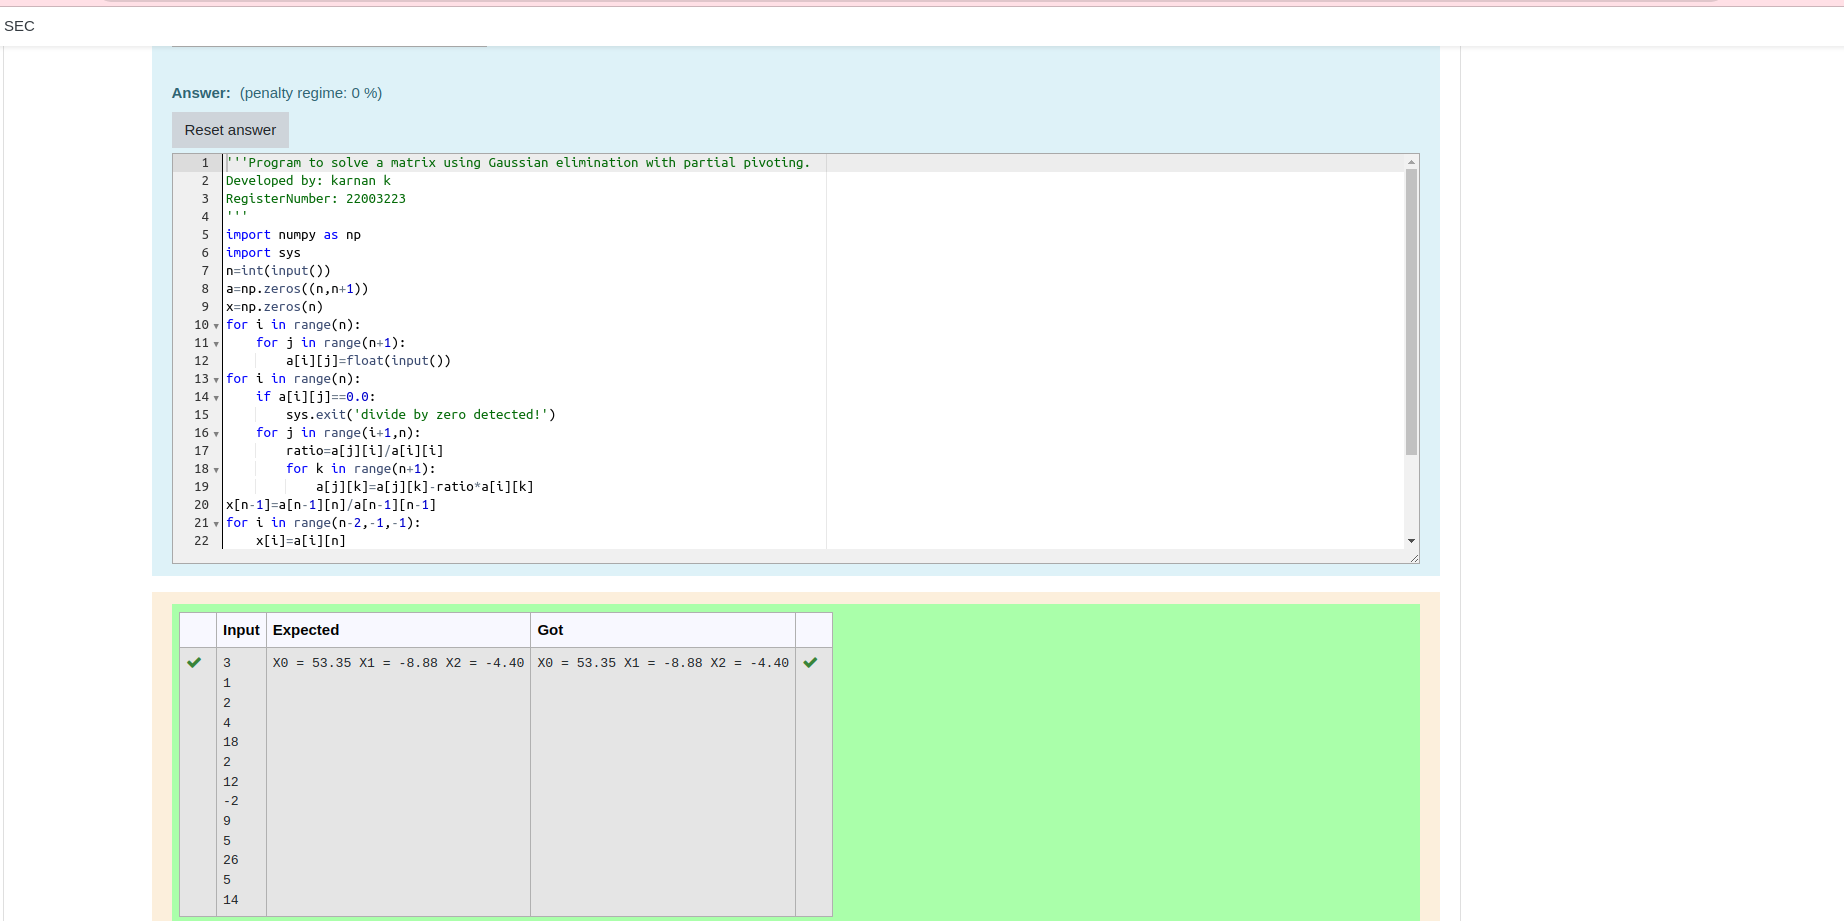 SEC
Answer: (penalty regime: 0 %)
Reset answer
1 '''Program to solve a matrix using Gaussian elimination with partial pivoting.
2 Developed by: karnan k
3 RegisterNumber: 22003223
4 '''
5 import numpy as np
6 import sys
7 n=int(input())
8 a=np.zeros((n,n+1))
9 x=np.zeros(n)
10 for i in range(n):
11     for j in range(n+1):
12         a[i][j]=float(input())
13 for i in range(n):
14     if a[i][j]==0.0:
15         sys.exit('divide by zero detected!')
16     for j in range(i+1,n):
17         ratio=a[j][i]/a[i][i]
18         for k in range(n+1):
19             a[j][k]=a[j][k]-ratio*a[i][k]
20 x[n-1]=a[n-1][n]/a[n-1][n-1]
21 for i in range(n-2,-1,-1):
22     x[i]=a[i][n]
Input Expected Got
3 X0 = 53.35 X1 = -8.88 X2 = -4.40 X0 = 53.35 X1 = -8.88 X2 = -4.40
1
2
4
18
2
12
-2
9
5
26
5
14